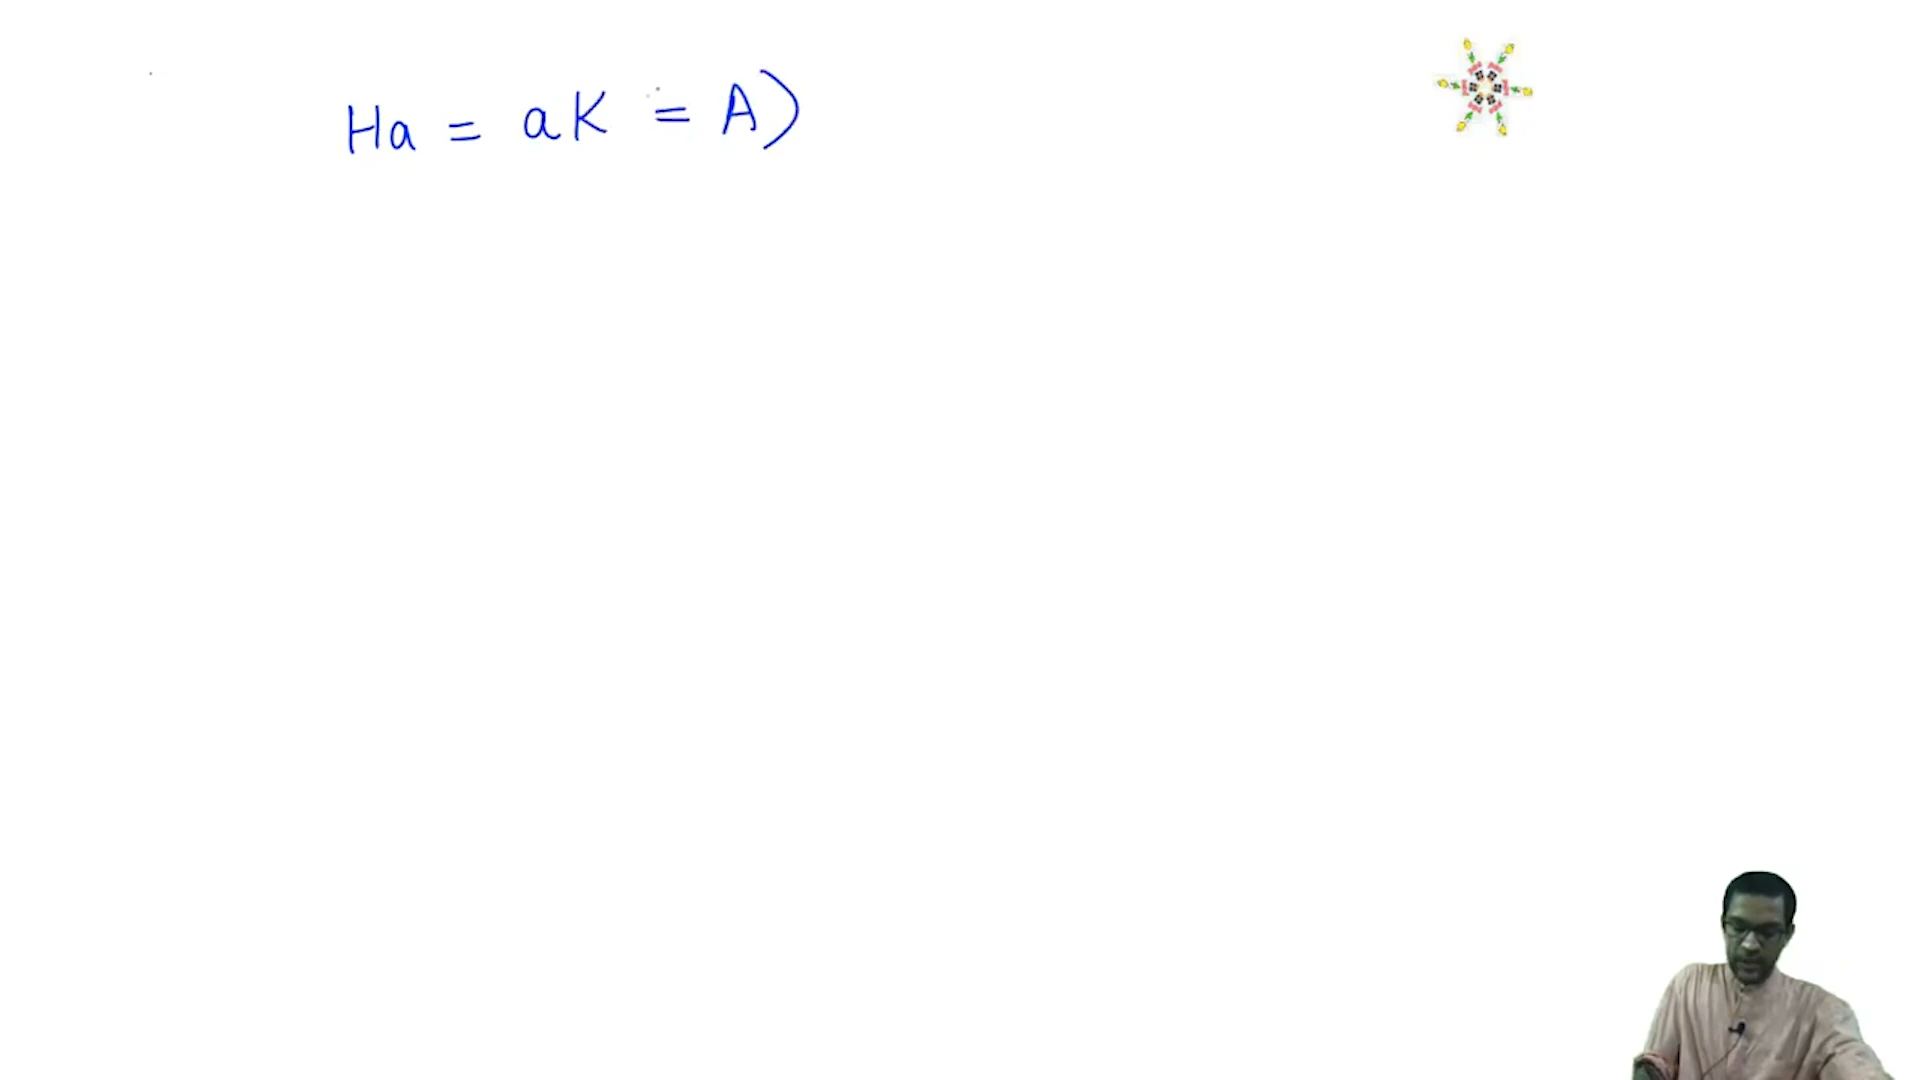 Ha = aK = A)